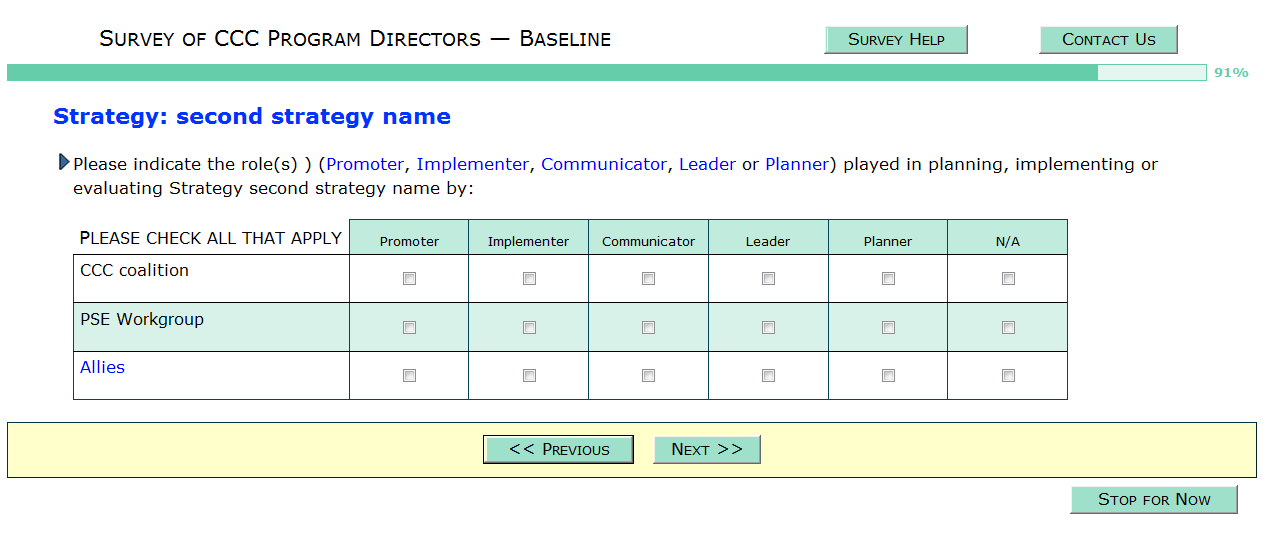 Survey of CCC Program Directors — Baseline
Survey Help
Contact Us
91%
Strategy: second strategy name
Please indicate the role(s) ) (Promoter, Implementer, Communicator, Leader or Planner) played in planning, implementing or
evaluating Strategy second strategy name by:
PLEASE CHECK ALL THAT APPLY
Promoter
Implementer
Communicator
Leader
Planner
N/A
CCC coalition
PSE Workgroup
Allies
<< Previous
Next >>
Stop for Now